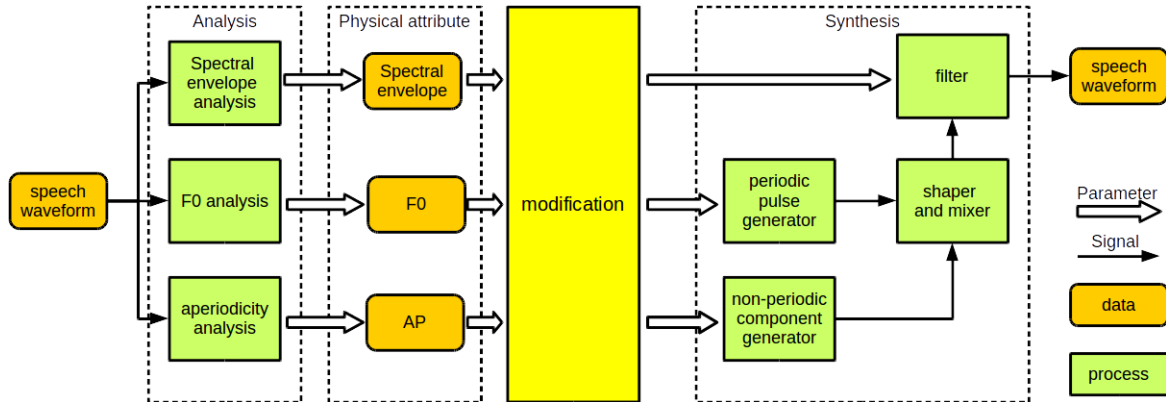 Analysis
Physical attribute
Synthesis
speech
waveform
Spectral
envelope
analysis
F0 analysis
aperiodicity
analysis
Spectral
envelope
F0
AP
modification
periodic
pulse
generator
non-periodic
component
generator
filter
shaper
and mixer
speech
waveform
Parameter
Signal
data
process